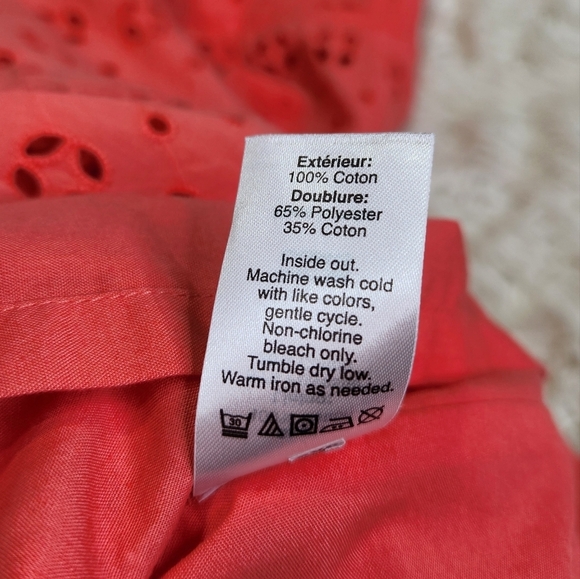 Extérieur:
100% Coton
Doublure:
65% Polyester
35% Coton
Inside out.
Machine wash cold
with like colors,
gentle cycle.
Non-chlorine
bleach only.
Tumble dry low.
Warm iron as needed.
30